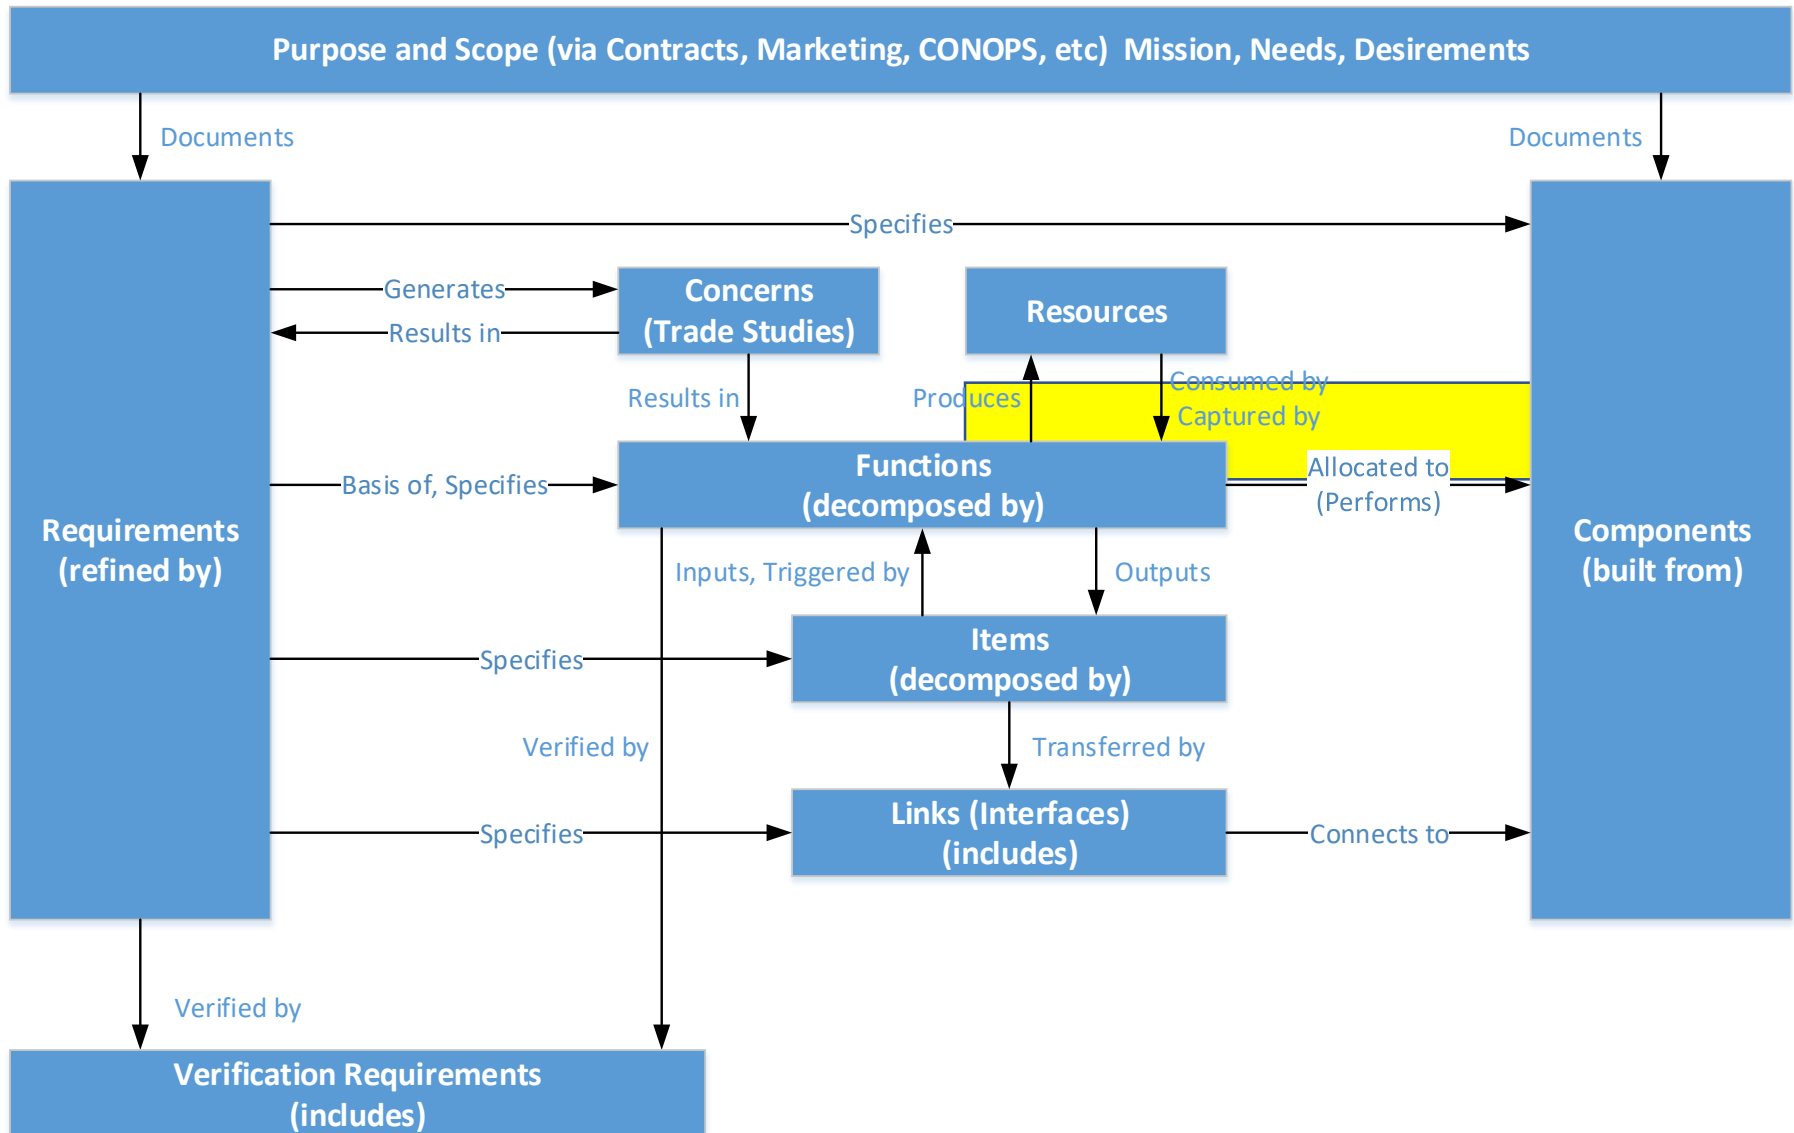 Purpose and Scope (via Contracts, Marketing, CONOPS, etc)  Mission, Needs, Desirements
Documents
Documents
Specifies
Generates
Concerns
(Trade Studies)
Resources
Results in
Results in
Produces
Consumed by
Captured by
Functions
(decomposed by)
Basis of, Specifies
Allocated to
(Performs)
Requirements
(refined by)
Components
(built from)
Inputs, Triggered by
Outputs
Items
(decomposed by)
Specifies
Verified by
Transferred by
Links (Interfaces)
(includes)
Specifies
Connects to
Verified by
Verification Requirements
(includes)